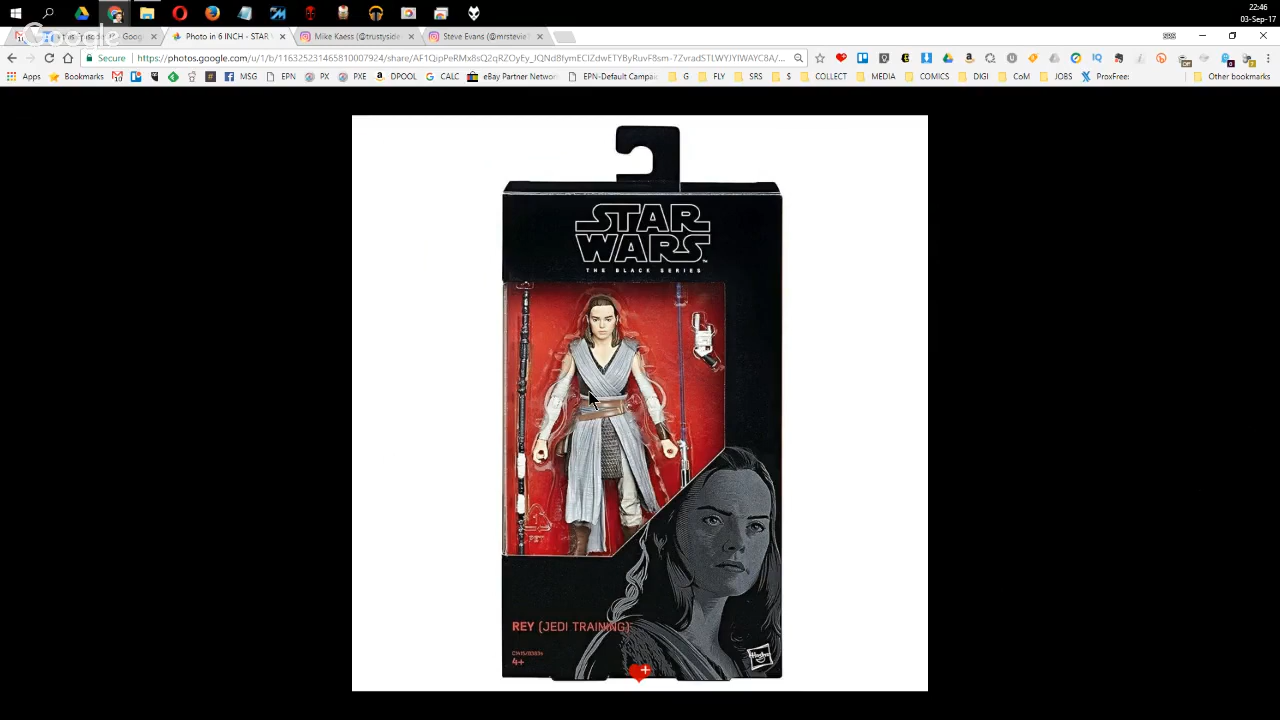 22:46
03-Sep-17
Google
Photo in 6 INCH - STAR
Mike Kaess (@trustyside
Steve Evans (@mrstevie
Secure
https://photos.google.com/u/1/b/116325231465810007924/share/
Apps
Bookmarks
MSG
EPN
PX
PXE
DPOOL
CALC
eBay Partner Network
EPN-Default Campaig
G
FLY
SRS
S
COLLECT
MEDIA
COMICS
DIGI
CoM
JOBS
ProxFree:
Other bookmarks
STAR
WARS
THE BLACK SERIES
PET
REY (JEDI TRAINING)
4+
Hasbro